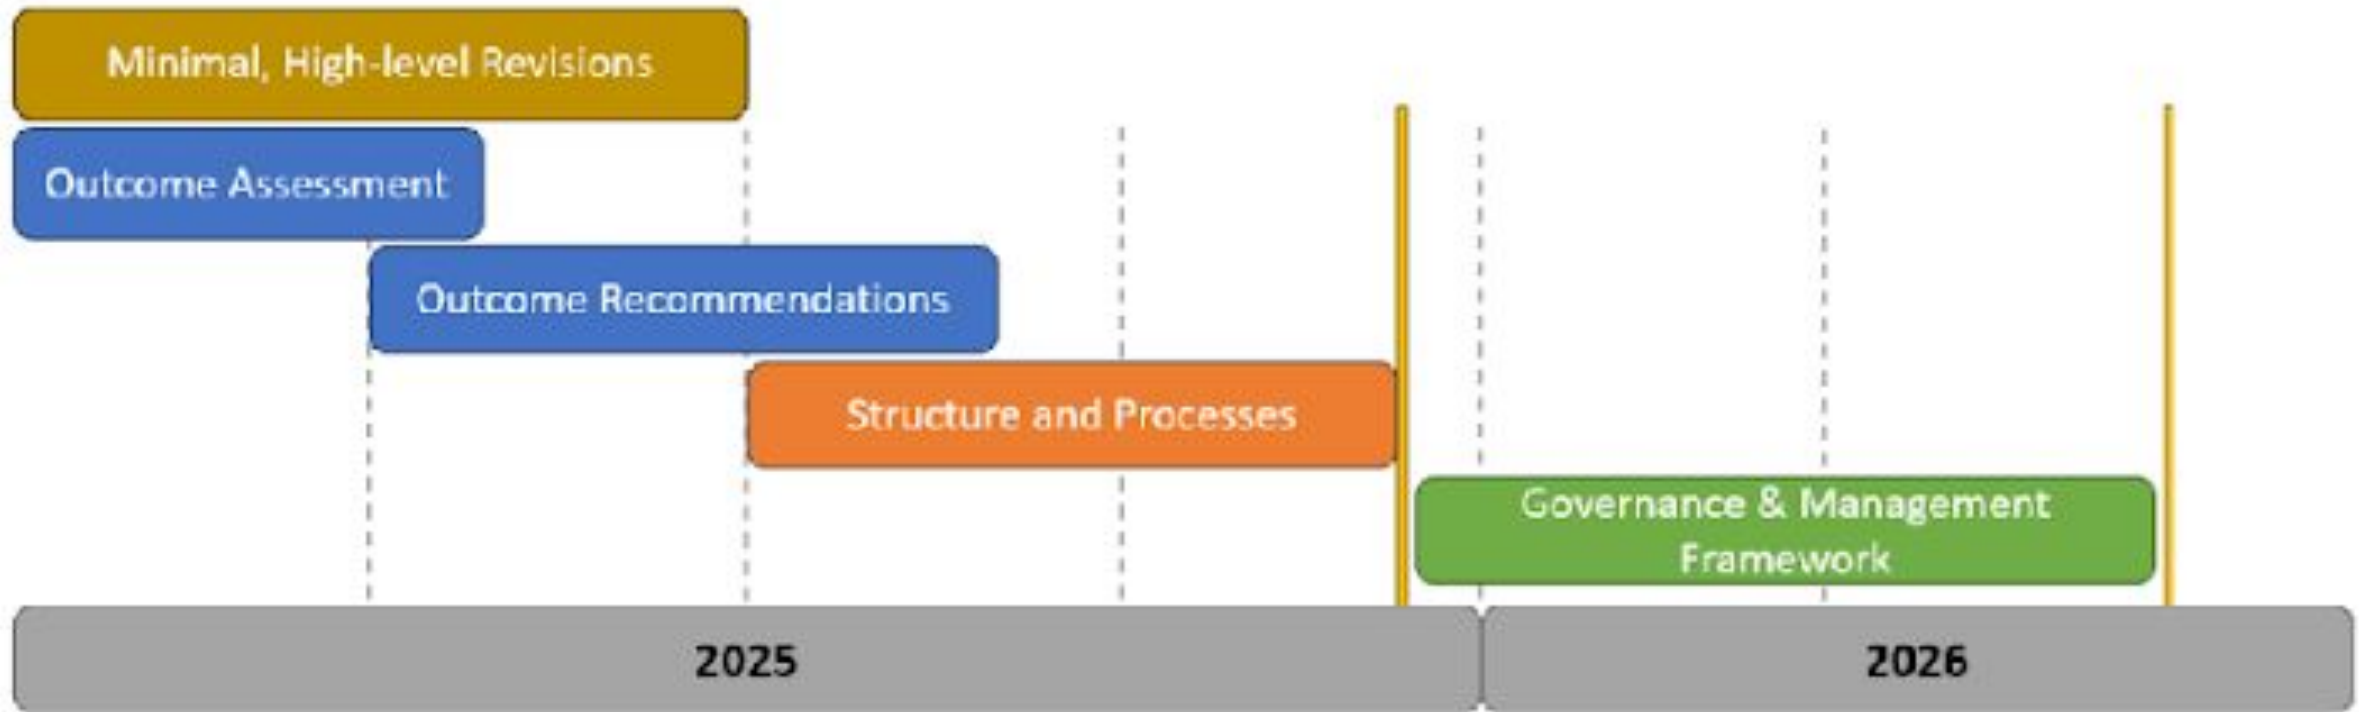 Minimal, High-level Revisions
Outcome Assessment
Outcome Recommendations
Structure and Processes
Governance & Management
Framework
2025
2026